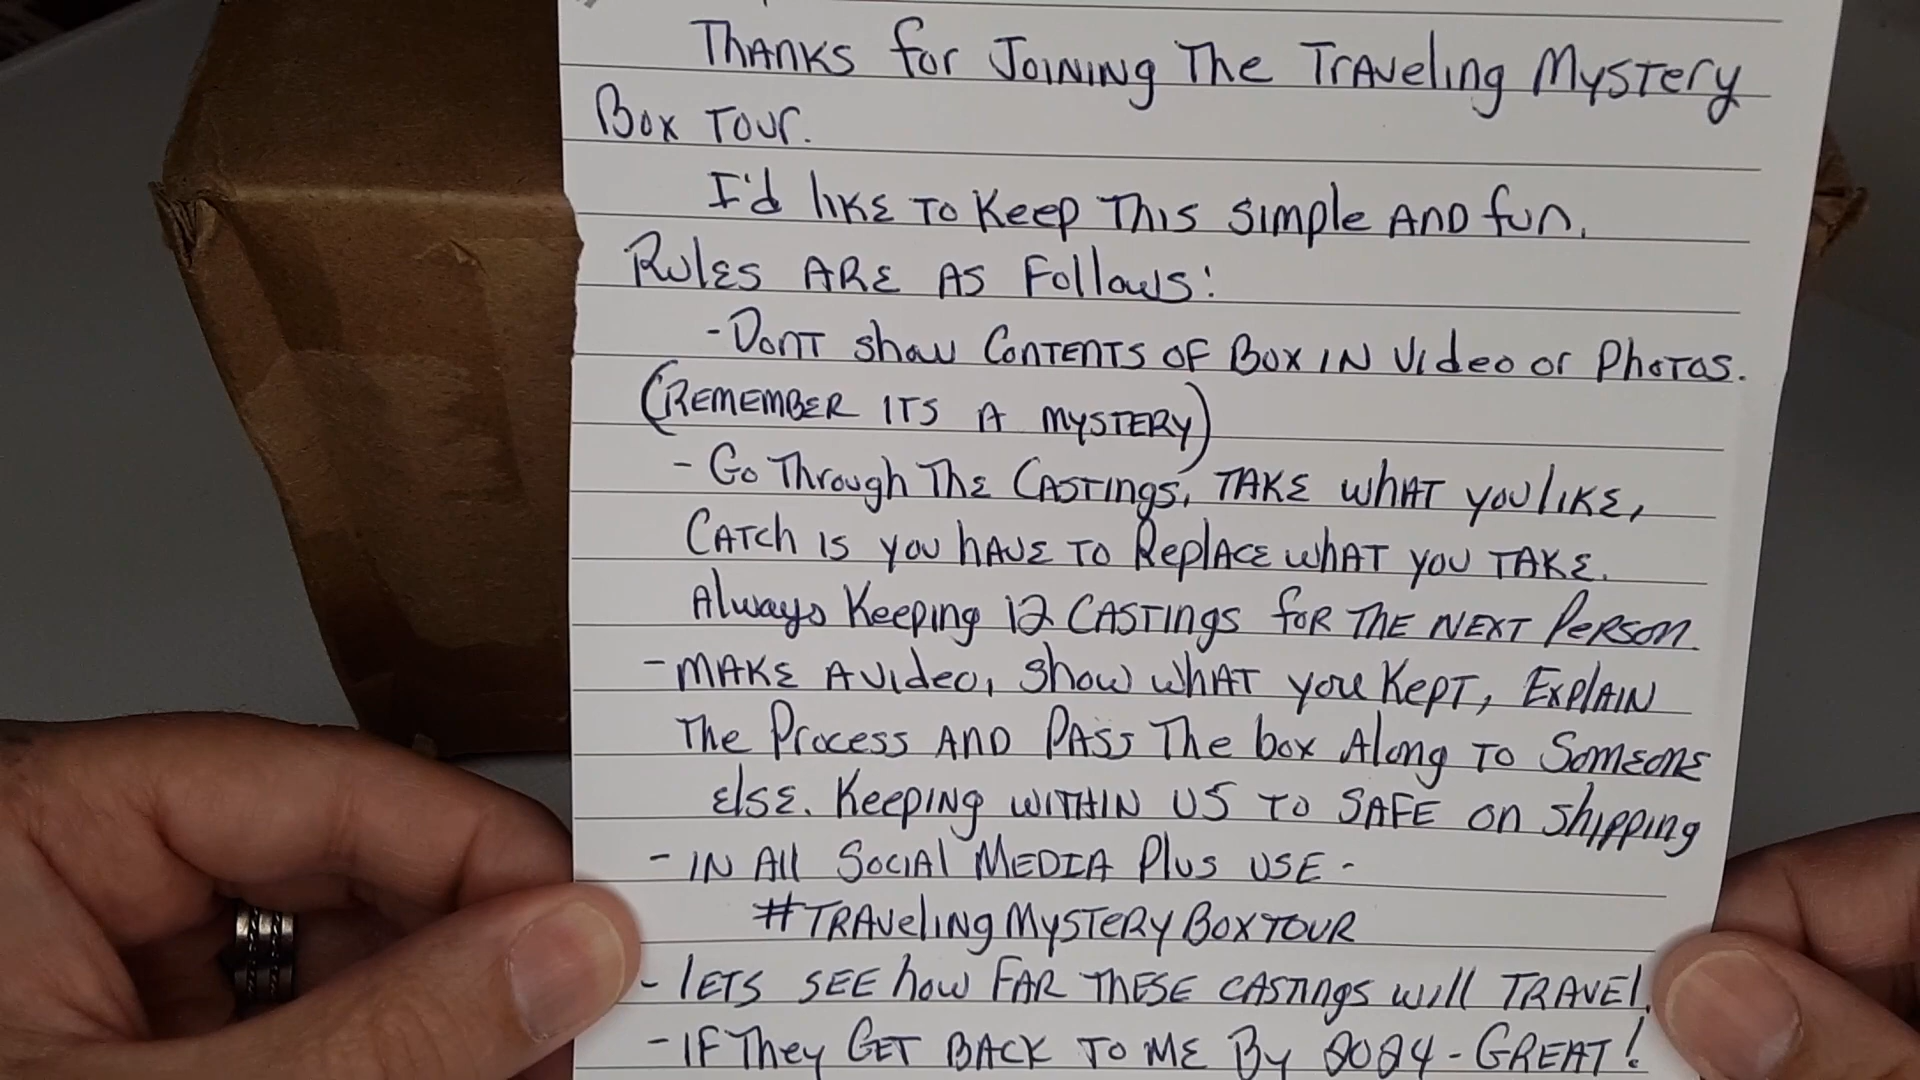 Thanks for Joining The Traveling Mystery
Box Tour.
I'd like to Keep This Simple And fun.
Rules Are As Follows:
- Dont show Contents of Box in Video or Photos.
(Remember its a mystery)
- Go Through The Castings, Take what you like,
Catch is you have to Replace what you Take.
Always Keeping 12 Castings for the next Person.
- Make a video, show what you Kept, Explain
The Process and Pass The box Along to Someone
else. Keeping within US to SAFE on shipping
- In All Social Media Plus use -
#TravelingMysteryBoxTour
- lets see how far these castings will travel.
- If They Get Back to me By 2024 - Great!